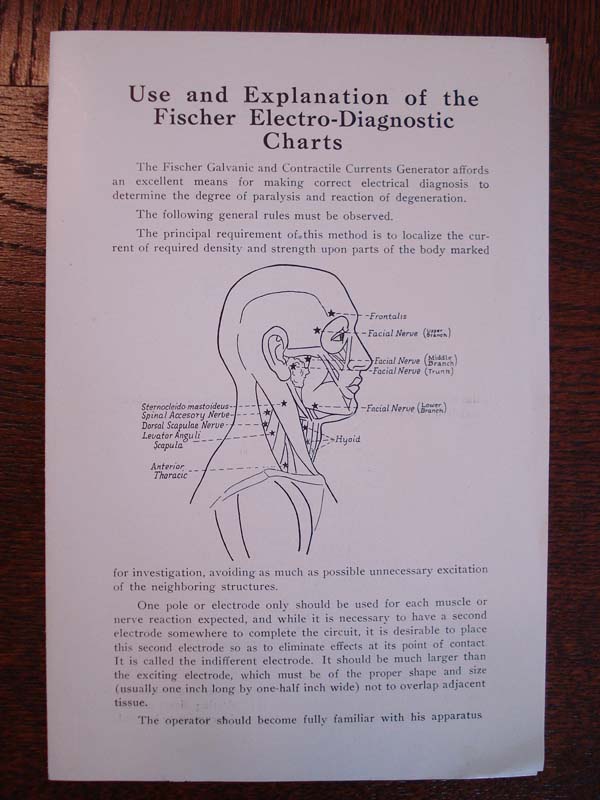 Use and Explanation of the
Fischer Electro-Diagnostic
Charts
The Fischer Galvanic and Contractile Currents Generator affords
an excellent means for making correct electrical diagnosis to
determine the degree of paralysis and reaction of degeneration.
The following general rules must be observed.
The principal requirement of this method is to localize the cur-
rent of required density and strength upon parts of the body marked
Frontalis
Facial Nerve (Upper Branch)
Facial Nerve (Middle Branch)
Facial Nerve (Trunk)
Facial Nerve (Lower Branch)
Hyoid
Sternocleido mastoideus
Spinal Accesory Nerve
Dorsal Scapulae Nerve
Levator Anguli
Scapula
Anterior
Thoracic
for investigation, avoiding as much as possible unnecessary excitation
of the neighboring structures.
One pole or electrode only should be used for each muscle or
nerve reaction expected, and while it is necessary to have a second
electrode somewhere to complete the circuit, it is desirable to place
this second electrode so as to eliminate effects at its point of contact
It is called the indifferent electrode. It should be much larger than
the exciting electrode, which must be of the proper shape and size
(usually one inch long by one-half inch wide) not to overlap adjacent
tissue.
The operator should become fully familiar with his apparatus